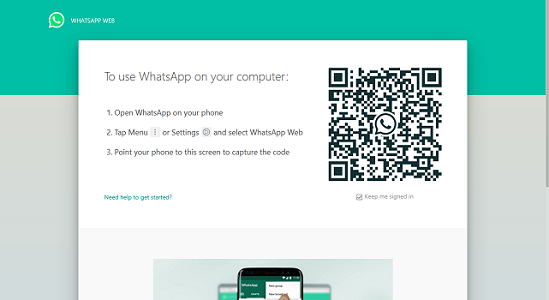 WHATSAPP WEB
To use WhatsApp on your computer:
1. Open WhatsApp on your phone
2. Tap Menu or Settings and select WhatsApp Web
3. Point your phone to this screen to capture the code
Need help to get started?
Keep me signed in
WhatsApp
New group
New broadcast
CHATS